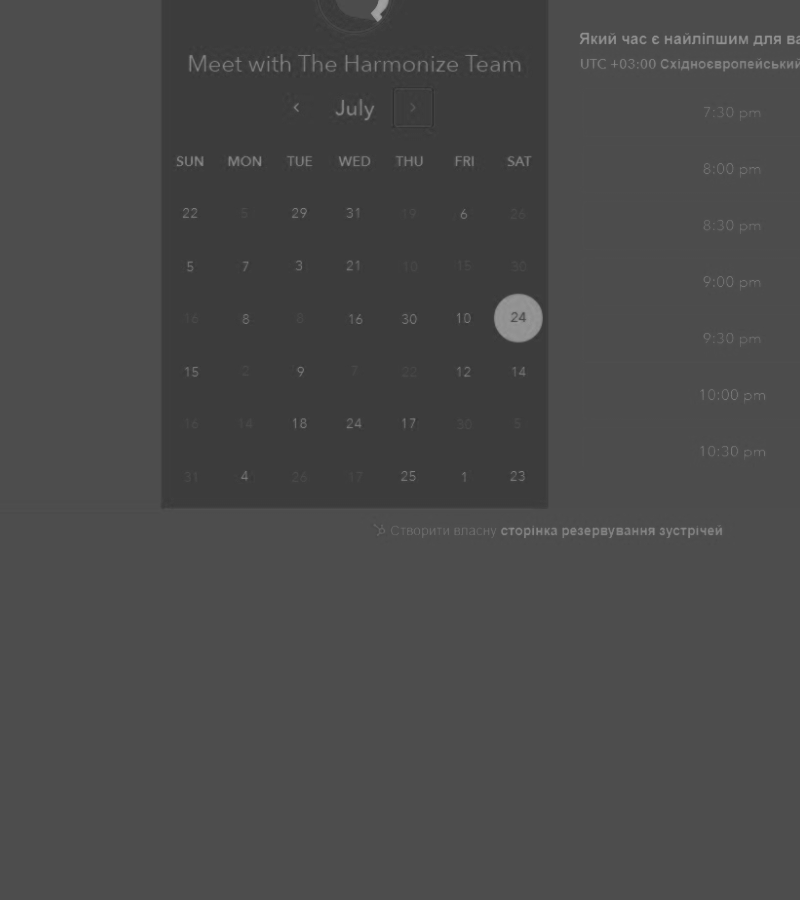 Meet with The Harmonize Team
‹ July ›
SUN MON TUE WED THU FRI SAT
22 5 29 31 19 6 26
5 7 3 21 10 15 30
16 8 8 16 30 10 24
15 2 9 7 22 12 14
16 14 18 24 17 30 5
31 4 26 17 25 1 23
Який час є найліпшим для ва
UTC +03:00 Східноєвропейський
7:30 pm
8:00 pm
8:30 pm
9:00 pm
9:30 pm
10:00 pm
10:30 pm
Створити власну сторінка резервування зустрічей